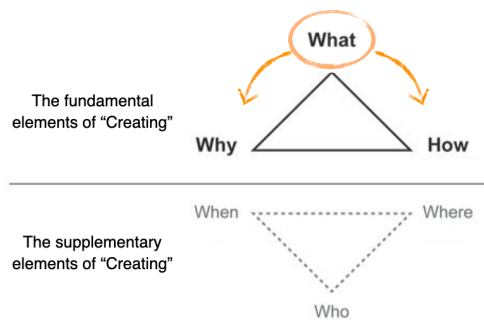 What
The fundamental
elements of “Creating”
Why
How
When
Where
The supplementary
elements of “Creating”
Who